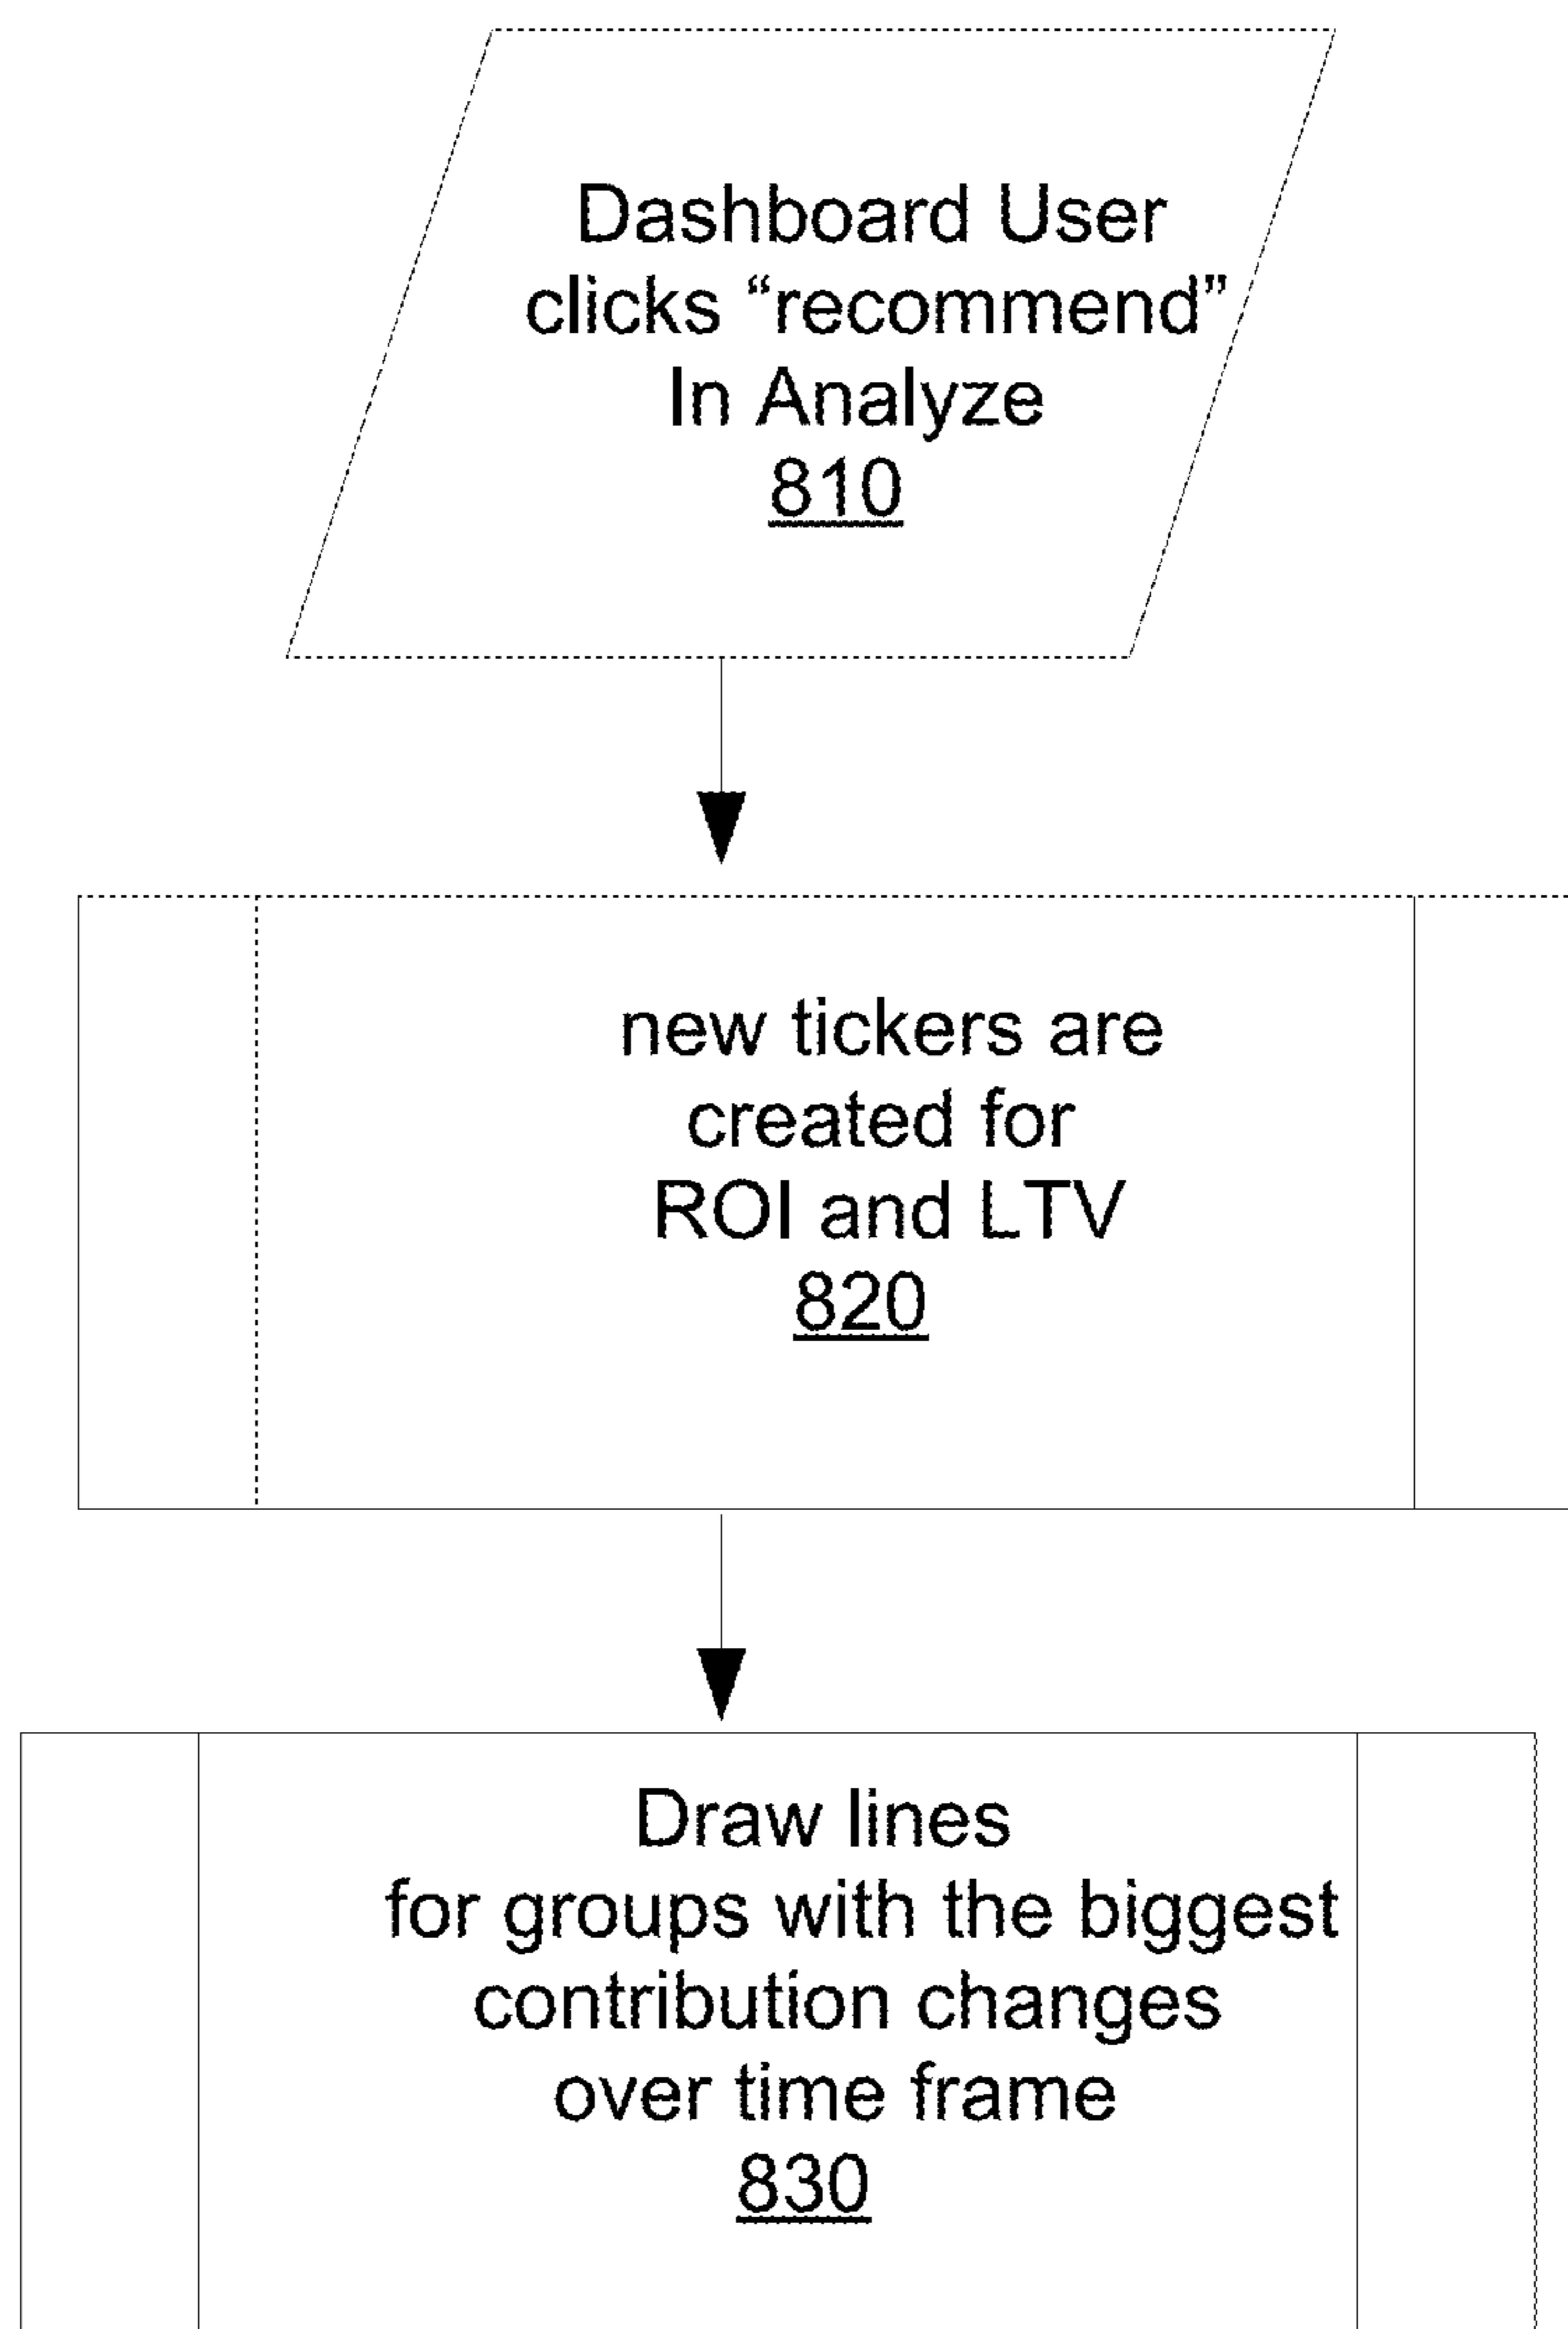 Dashboard User
clicks “recommend”
In Analyze
810
new tickers are
created for
ROI and LTV
820
Draw lines
for groups with the biggest
contribution changes
over time frame
830